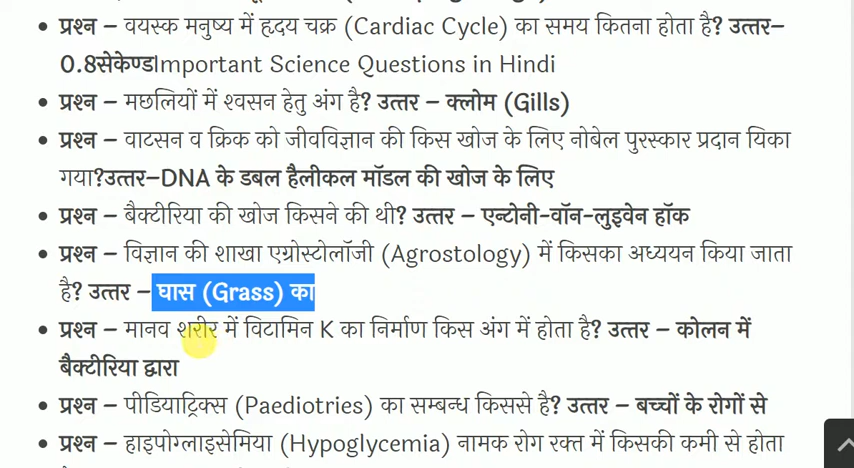 प्रश्न – वयस्क मनुष्य में हृदय चक्र (Cardiac Cycle) का समय कितना होता है? उत्तर–
0.8सेकेण्डImportant Science Questions in Hindi
प्रश्न – मछलियों में श्वसन हेतु अंग है? उत्तर – क्लोम (Gills)
प्रश्न – वाटसन व क्रिक को जीवविज्ञान की किस खोज के लिए नोबेल पुरस्कार प्रदान यिका
गया?उत्तर–DNA के डबल हैलीकल मॉडल की खोज के लिए
प्रश्न – बैक्टीरिया की खोज किसने की थी? उत्तर – एन्टोनी-वॉन-लुइवेन हॉक
प्रश्न – विज्ञान की शाखा एग्रोस्टोलॉजी (Agrostology) में किसका अध्ययन किया जाता
है? उत्तर – घास (Grass) का
प्रश्न – मानव शरीर में विटामिन K का निर्माण किस अंग में होता है? उत्तर – कोलन में
बैक्टीरिया द्वारा
प्रश्न – पीडियाट्रिक्स (Paediotries) का सम्बन्ध किससे है? उत्तर – बच्चों के रोगों से
प्रश्न – हाइपोग्लाइसेमिया (Hypoglycemia) नामक रोग रक्त में किसकी कमी से होता